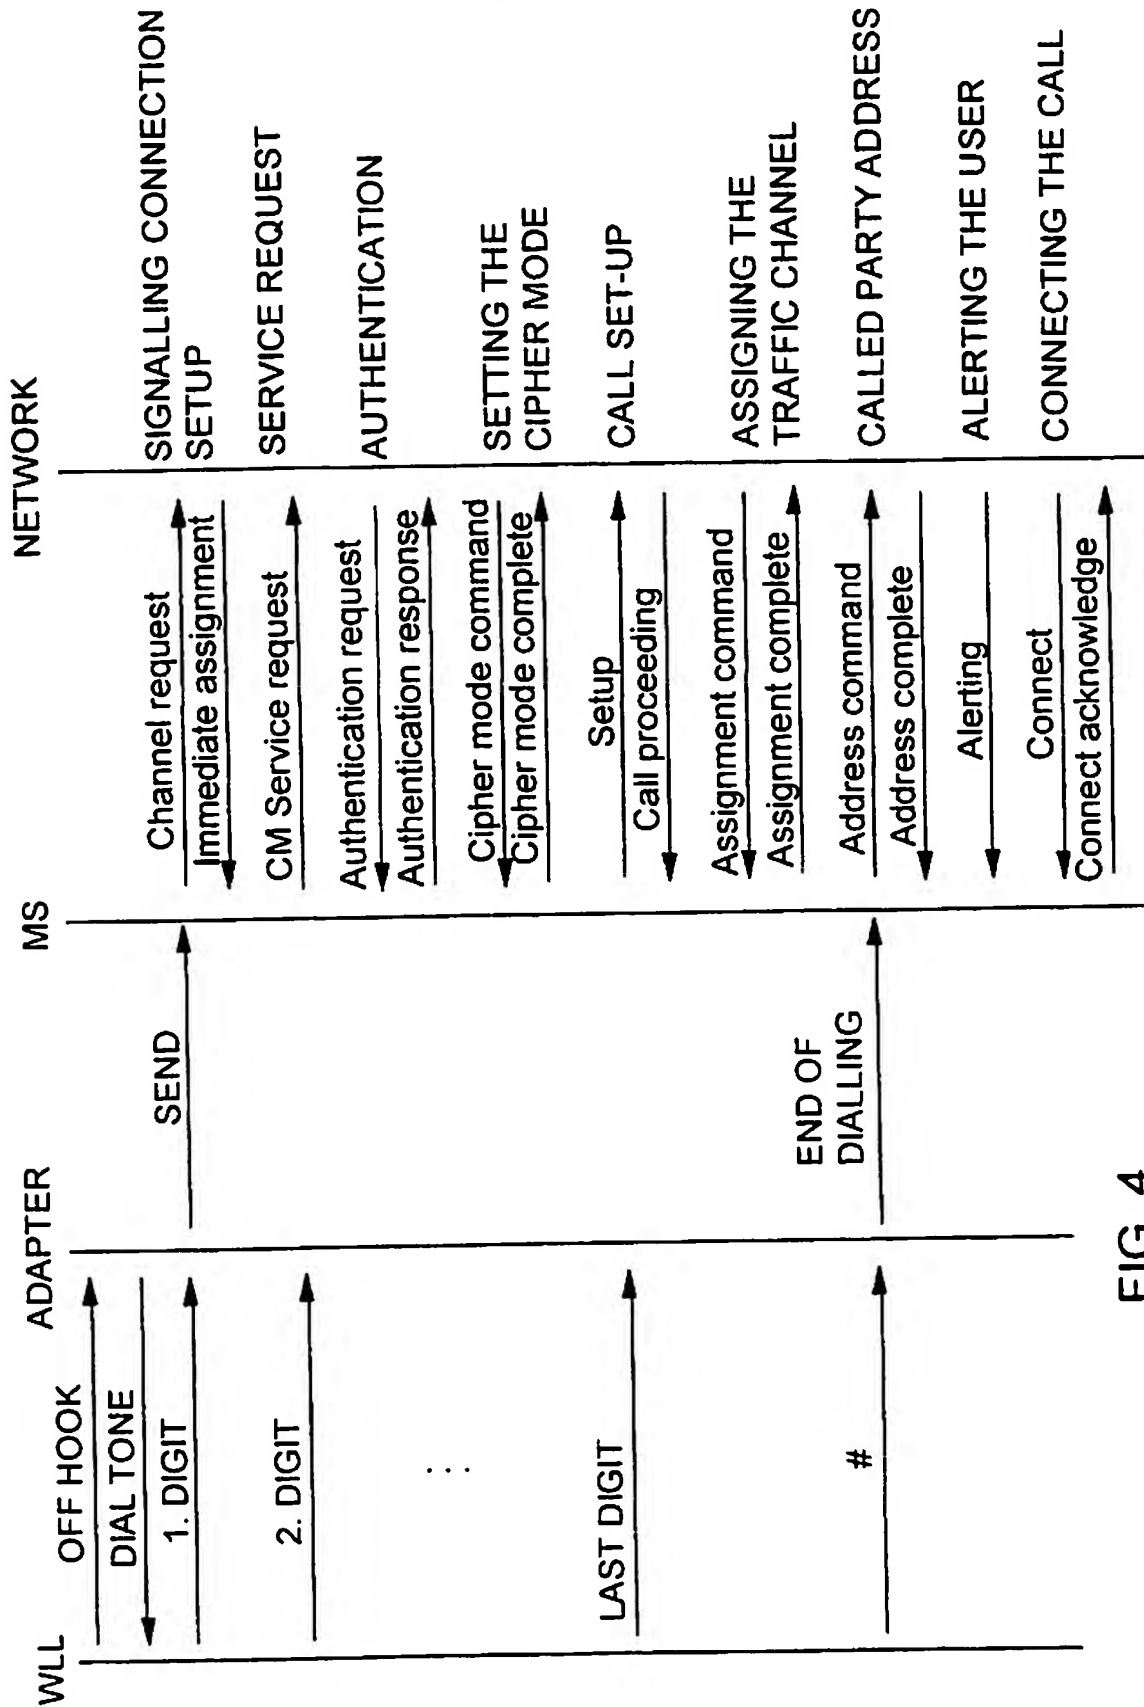 WLL
ADAPTER
MS
NETWORK
OFF HOOK
DIAL TONE
1. DIGIT
SEND
Channel request
Immediate assignment
SIGNALLING CONNECTION
SETUP
2. DIGIT
CM Service request
SERVICE REQUEST
Authentication request
Authentication response
AUTHENTICATION
. . .
Cipher mode command
Cipher mode complete
SETTING THE
CIPHER MODE
LAST DIGIT
Setup
Call proceeding
CALL SET-UP
Assignment command
Assignment complete
ASSIGNING THE
TRAFFIC CHANNEL
#
END OF
DIALLING
Address command
Address complete
CALLED PARTY ADDRESS
Alerting
ALERTING THE USER
Connect
Connect acknowledge
CONNECTING THE CALL
FIG. 4